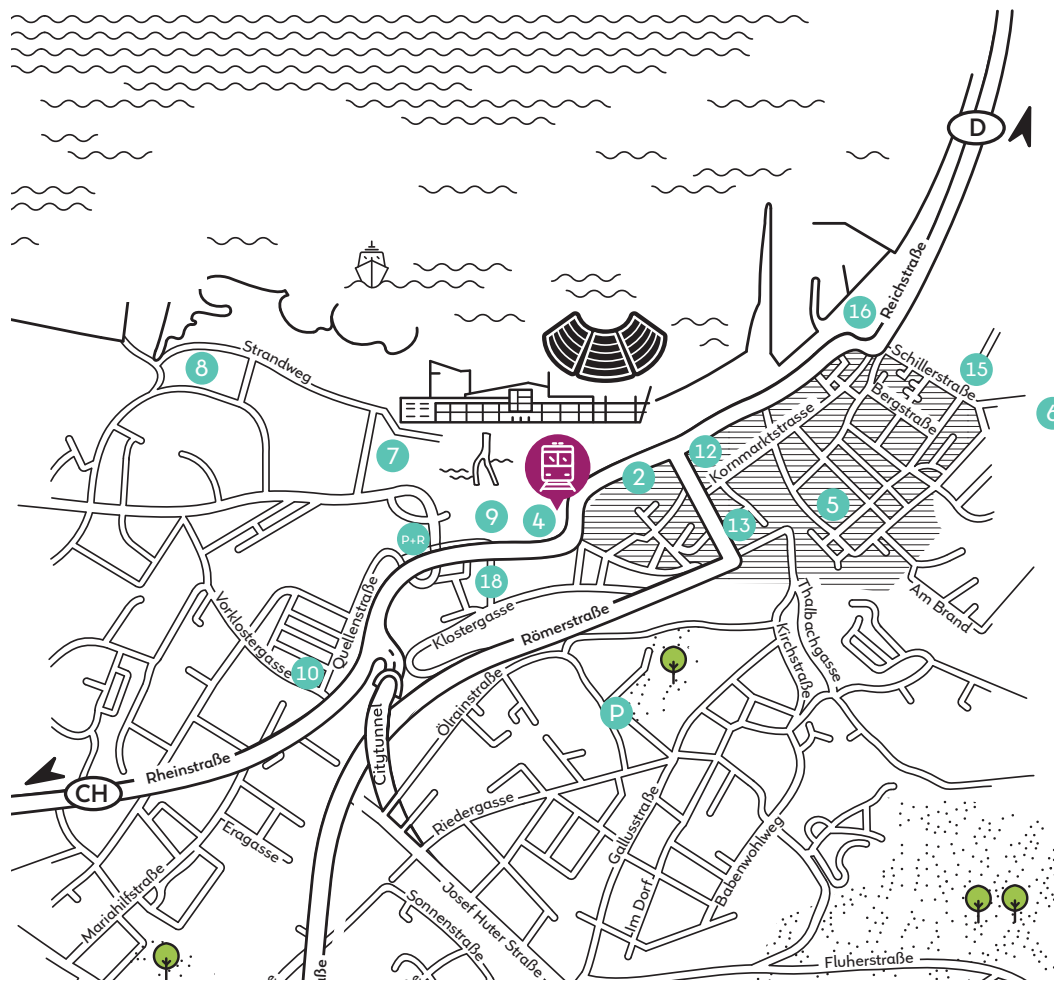 D
Reichstraße
16
Schillerstraße
15
Strandweg
8
Bergstraße
6
Kornmarktstrasse
12
7
2
5
9
4
13
P+R
18
Am Brand
Thalbachgasse
Klostergasse
Römerstraße
Kirchstraße
Quellenstraße
Vorklostergasse
10
Ölrainstraße
P
Citytunnel
Rheinstraße
CH
Riedergasse
Gallusstraße
Eragasse
Babenwohlweg
Mariahilfstraße
Im Dorf
Josef Huter Straße
Sonnenstraße
Fluherstraße
aße